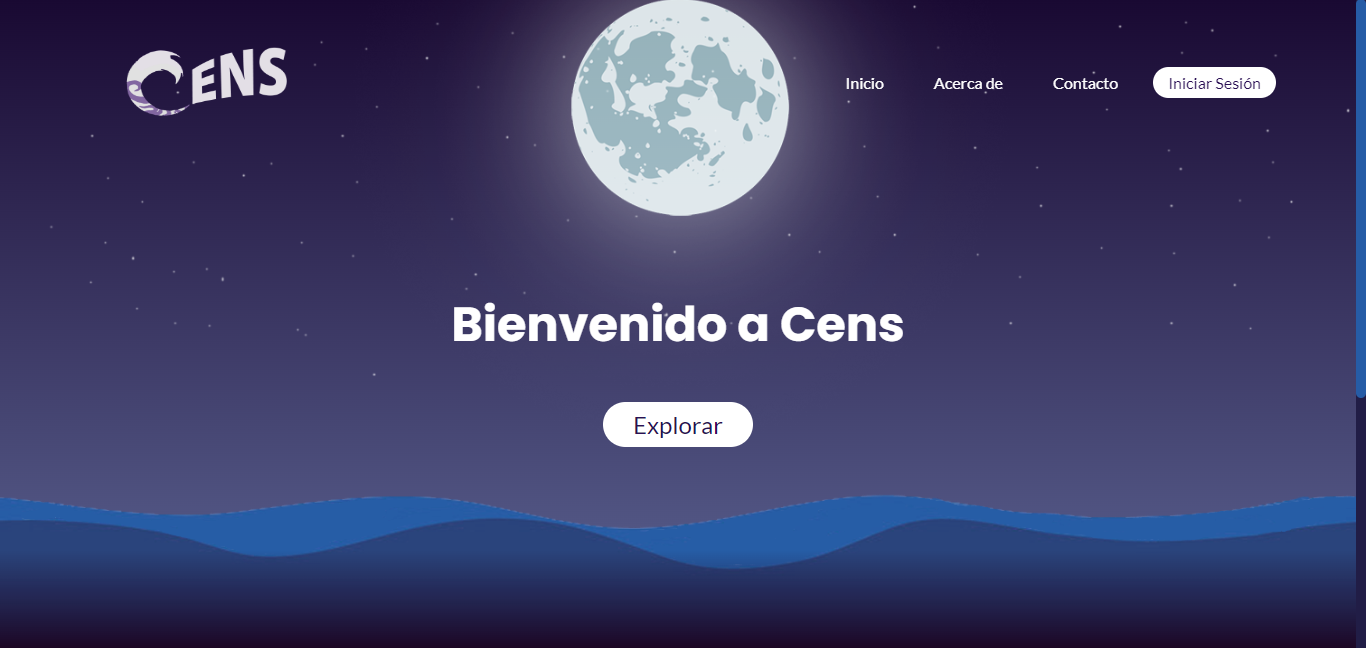 CENS
Inicio
Acerca de
Contacto
Iniciar Sesión
Bienvenido a Cens
Explorar